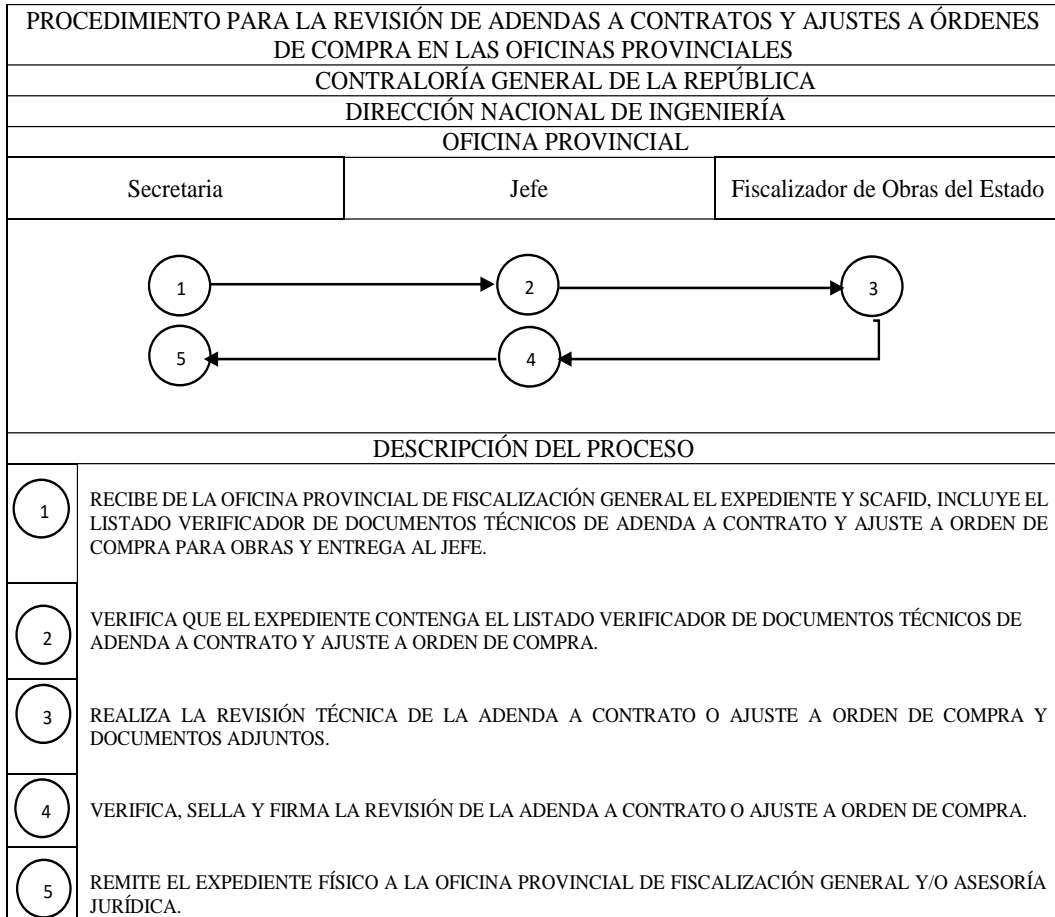 PROCEDIMIENTO PARA LA REVISIÓN DE ADENDAS A CONTRATOS Y AJUSTES A ÓRDENES
DE COMPRA EN LAS OFICINAS PROVINCIALES
CONTRALORÍA GENERAL DE LA REPÚBLICA
DIRECCIÓN NACIONAL DE INGENIERÍA
OFICINA PROVINCIAL
Secretaria
Jefe
Fiscalizador de Obras del Estado
1
2
3
5
4
DESCRIPCIÓN DEL PROCESO
1
RECIBE DE LA OFICINA PROVINCIAL DE FISCALIZACIÓN GENERAL EL EXPEDIENTE Y SCAFID, INCLUYE EL
LISTADO VERIFICADOR DE DOCUMENTOS TÉCNICOS DE ADENDA A CONTRATO Y AJUSTE A ORDEN DE
COMPRA PARA OBRAS Y ENTREGA AL JEFE.
2
VERIFICA QUE EL EXPEDIENTE CONTENGA EL LISTADO VERIFICADOR DE DOCUMENTOS TÉCNICOS DE
ADENDA A CONTRATO Y AJUSTE A ORDEN DE COMPRA.
3
REALIZA LA REVISIÓN TÉCNICA DE LA ADENDA A CONTRATO O AJUSTE A ORDEN DE COMPRA Y
DOCUMENTOS ADJUNTOS.
4
VERIFICA, SELLA Y FIRMA LA REVISIÓN DE LA ADENDA A CONTRATO O AJUSTE A ORDEN DE COMPRA.
5
REMITE EL EXPEDIENTE FÍSICO A LA OFICINA PROVINCIAL DE FISCALIZACIÓN GENERAL Y/O ASESORÍA
JURÍDICA.